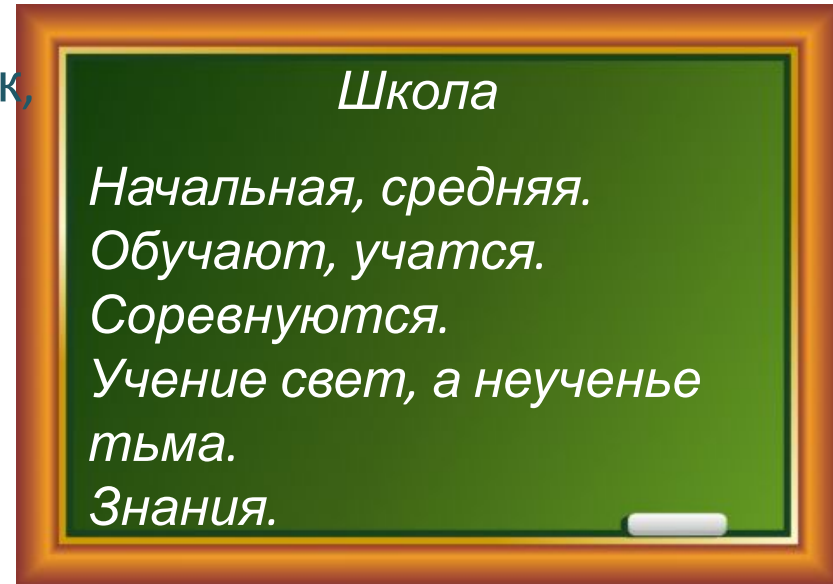 к,
Школа
Начальная, средняя.
Обучают, учатся.
Соревнуются.
Учение свет, а неученье
тьма.
Знания.